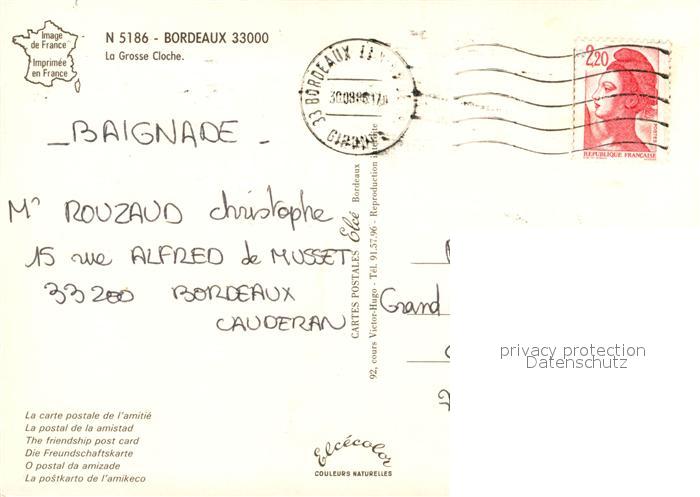 Image
de France
Imprimée
en France
N 5186 - BORDEAUX 33000
La Grosse Cloche.
33 BORDEAUX
GIRONDE
2,20
REPUBLIQUE FRANÇAISE
- BAIGNADE -
Mr ROUZAUD christophe
15 rue ALFRED de MUSSET
33200 BORDEAUX
CAUDERAN
CARTES POSTALES Elcé Bordeaux
92, cours Victor-Hugo - Tél. 91.57.96 - Reproduction interdite
Grand
privacy protection
Datenschutz
La carte postale de l'amitié
La postal de la amistad
The friendship post card
Die Freundschaftskarte
O postal da amizade
La poŝtkarto de l'amikeco
Elcécolor
COULEURS NATURELLES